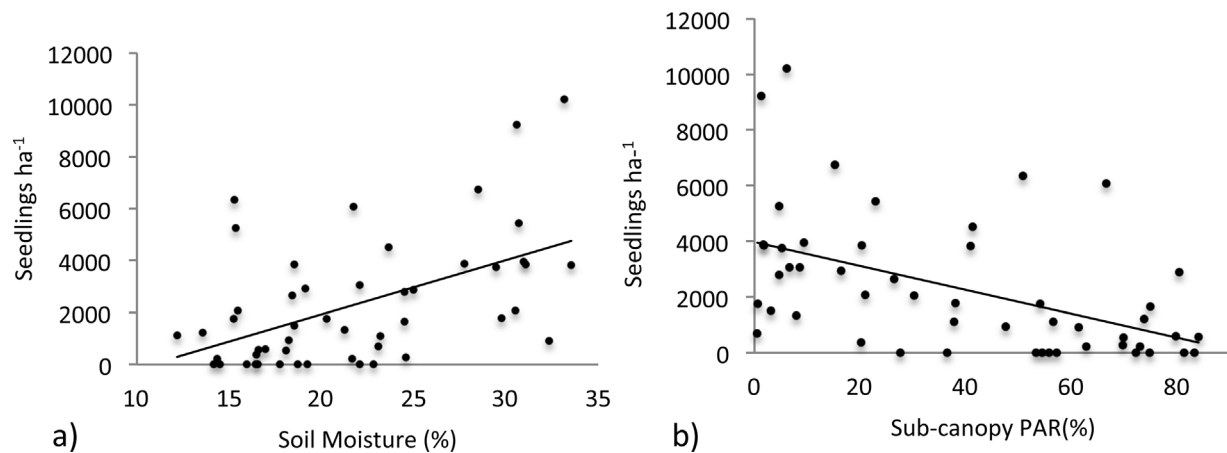 12000
10000
8000
6000
4000
2000
0
Seedlings ha⁻¹
10 15 20 25 30 35
Soil Moisture (%)
a)
12000
10000
8000
6000
4000
2000
0
Seedlings ha-¹
0 20 40 60 80
Sub-canopy PAR(%)
b)